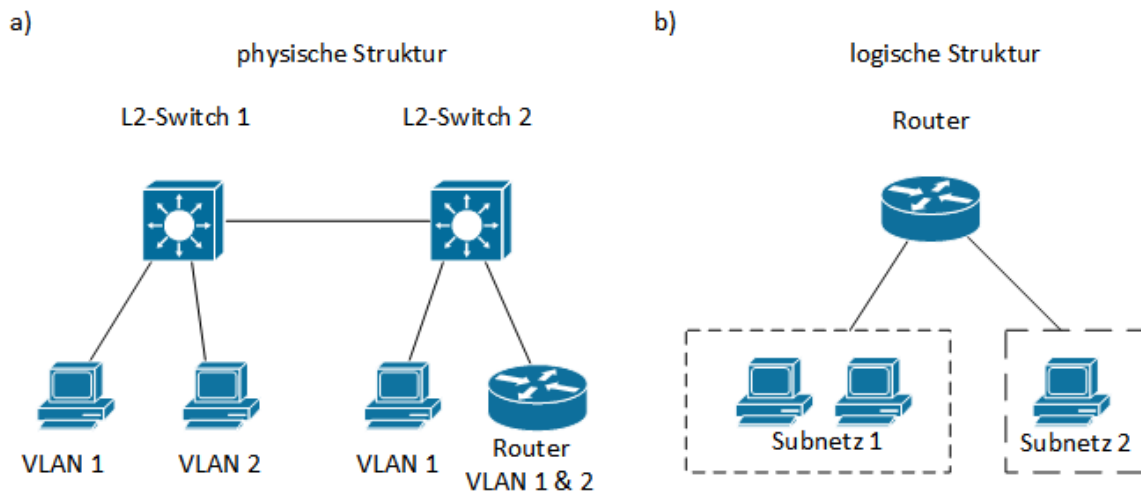 a)
physische Struktur
L2-Switch 1
L2-Switch 2
VLAN 1
VLAN 2
VLAN 1
Router
VLAN 1 & 2
b)
logische Struktur
Router
Subnetz 1
Subnetz 2